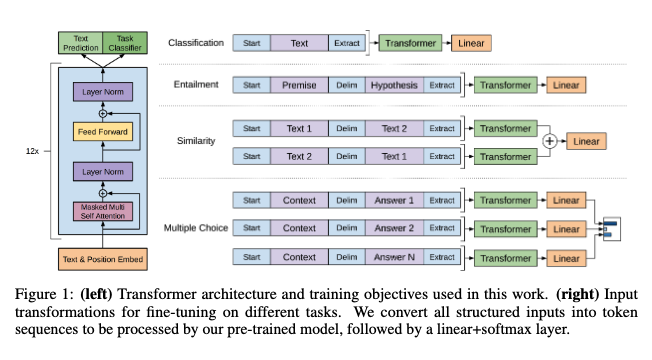 Text
Prediction
Task
Classifier
Layer Norm
Feed Forward
12x
Layer Norm
Masked Multi
Self Attention
Text & Position Embed
Classification
Start Text Extract Transformer Linear
Entailment
Start Premise Delim Hypothesis Extract Transformer Linear
Similarity
Start Text 1 Delim Text 2 Extract Transformer
+ Linear
Start Text 2 Delim Text 1 Extract Transformer
Multiple Choice
Start Context Delim Answer 1 Extract Transformer Linear
Start Context Delim Answer 2 Extract Transformer Linear
Start Context Delim Answer N Extract Transformer Linear
Figure 1: (left) Transformer architecture and training objectives used in this work. (right) Input
transformations for fine-tuning on different tasks. We convert all structured inputs into token
sequences to be processed by our pre-trained model, followed by a linear+softmax layer.